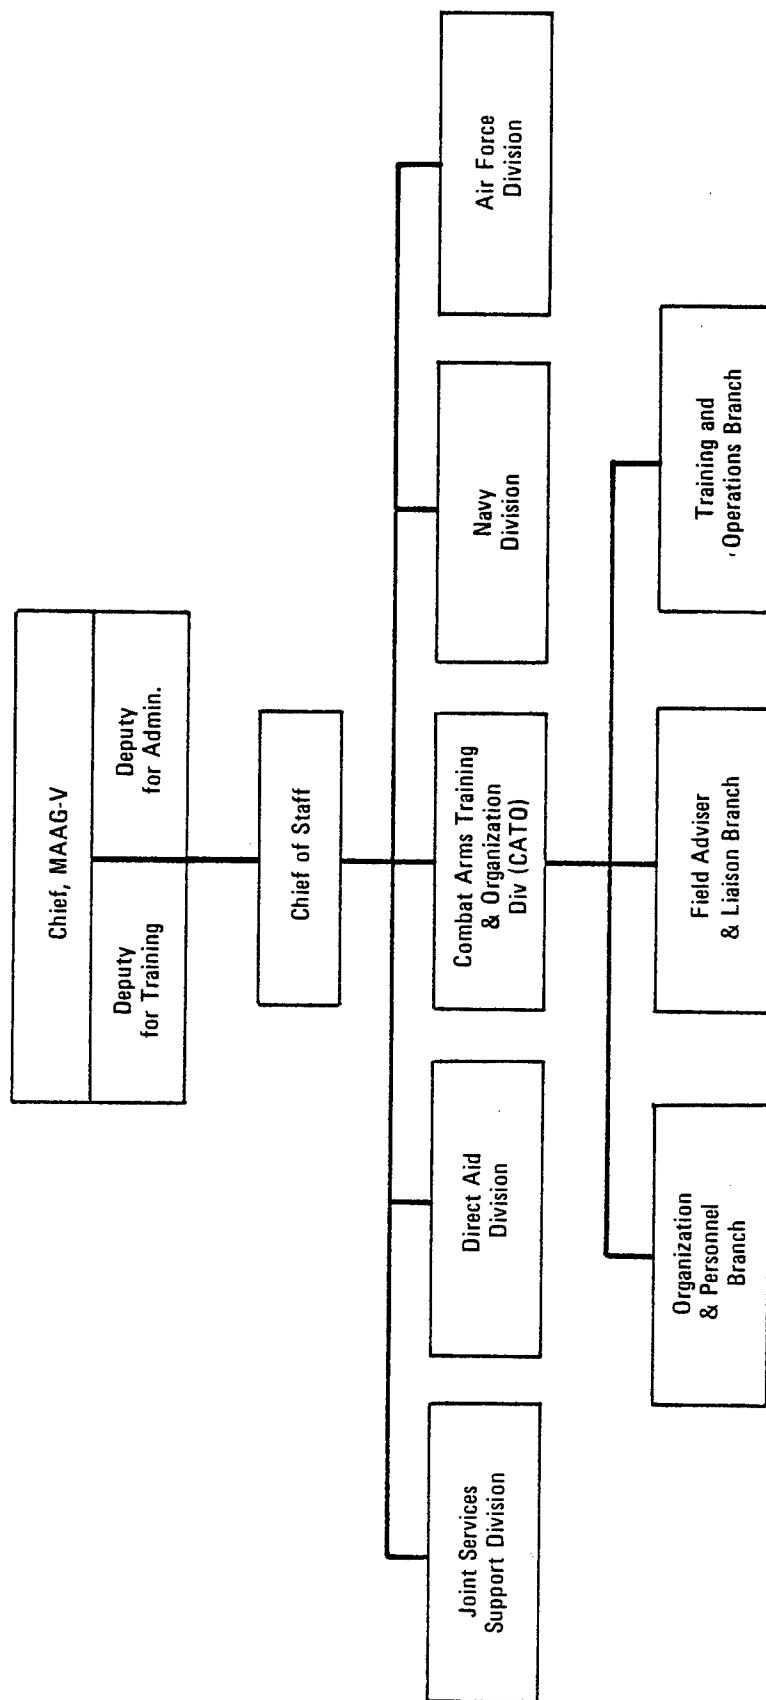 Chief, MAAG-V
Deputy
for Training
Deputy
for Admin.
Chief of Staff
Joint Services
Support Division
Direct Aid
Division
Combat Arms Training
& Organization
Div (CATO)
Navy
Division
Air Force
Division
Organization
& Personnel
Branch
Field Adviser
& Liaison Branch
Training and
Operations Branch